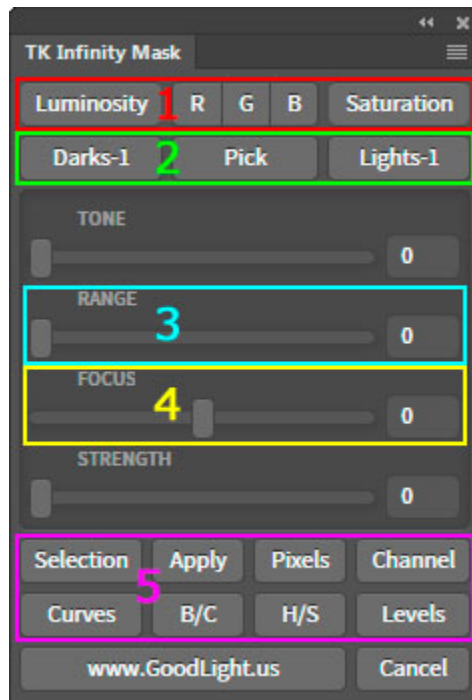 TK Infinity Mask
Luminosity 1 R G B Saturation
Darks-1 2 Pick Lights-1
TONE
0
RANGE
3 0
FOCUS
4 0
STRENGTH
0
Selection Apply Pixels Channel
5
Curves B/C H/S Levels
www.GoodLight.us Cancel